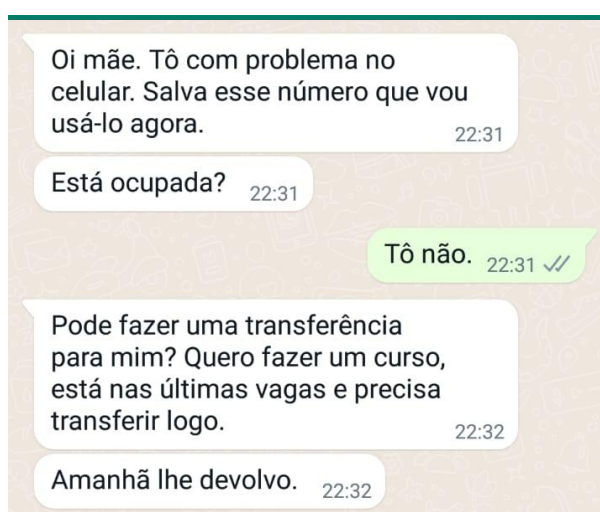 Oi mãe. Tô com problema no
celular. Salva esse número que vou
usá-lo agora.
22:31
Está ocupada? 22:31
Tô não. 22:31
Pode fazer uma transferência
para mim? Quero fazer um curso,
está nas últimas vagas e precisa
transferir logo.
22:32
Amanhã lhe devolvo. 22:32